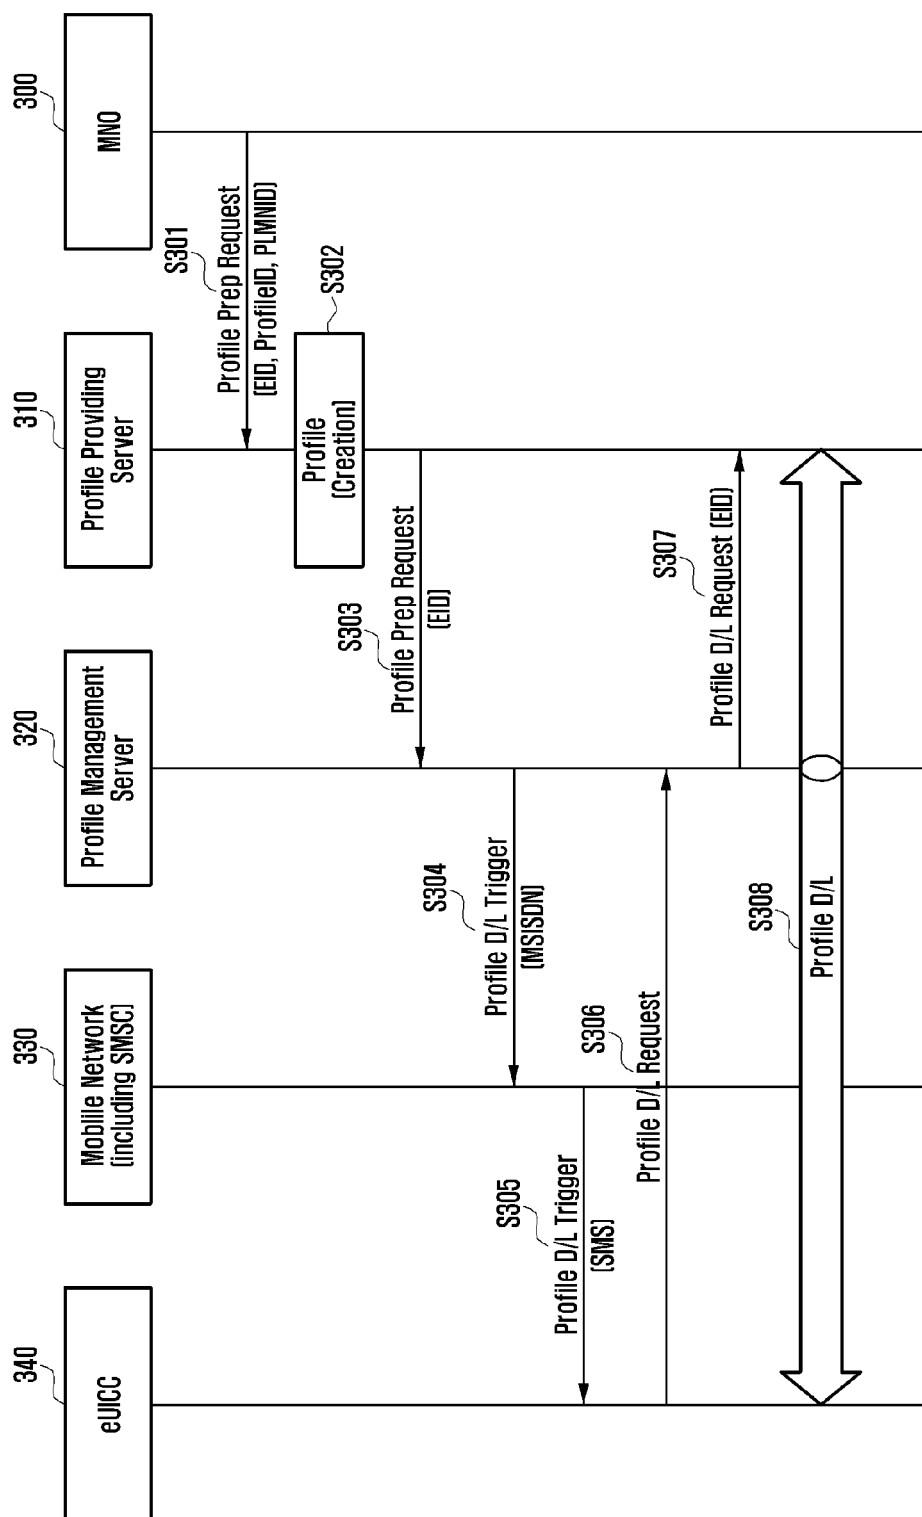 340
eUICC
330
Moblile Network
(including SMSC)
320
Profile Management
Server
310
Profile Providing
Server
300
MNO
S301
Profile Prep Request
(EID, ProfileID, PLMNID)
S302
Profile
(Creation)
S303
Profile Prep Request
(EID)
S304
Profile D/L Trigger
(MSISDN)
S305
Profile D/L Trigger
(SMS)
S306
Profile D/L Request
S307
Profile D/L Request (EID)
S308
Profile D/L